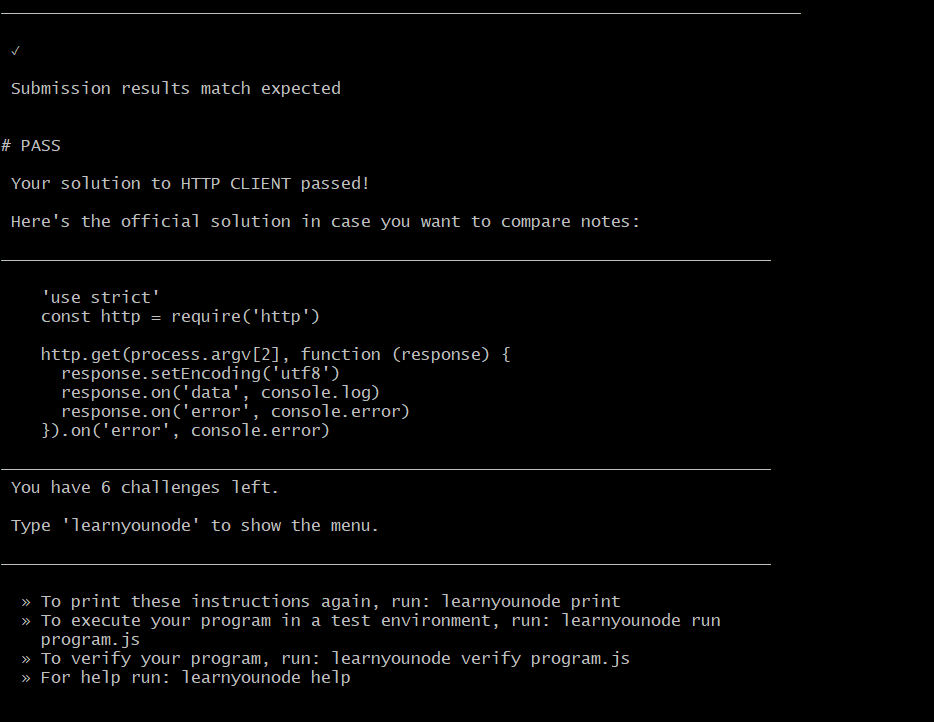 ✓
Submission results match expected
# PASS
Your solution to HTTP CLIENT passed!
Here's the official solution in case you want to compare notes:
'use strict'
const http = require('http')
http.get(process.argv[2], function (response) {
response.setEncoding('utf8')
response.on('data', console.log)
response.on('error', console.error)
}).on('error', console.error)
You have 6 challenges left.
Type 'learnyounode' to show the menu.
» To print these instructions again, run: learnyounode print
» To execute your program in a test environment, run: learnyounode run
program.js
» To verify your program, run: learnyounode verify program.js
» For help run: learnyounode help